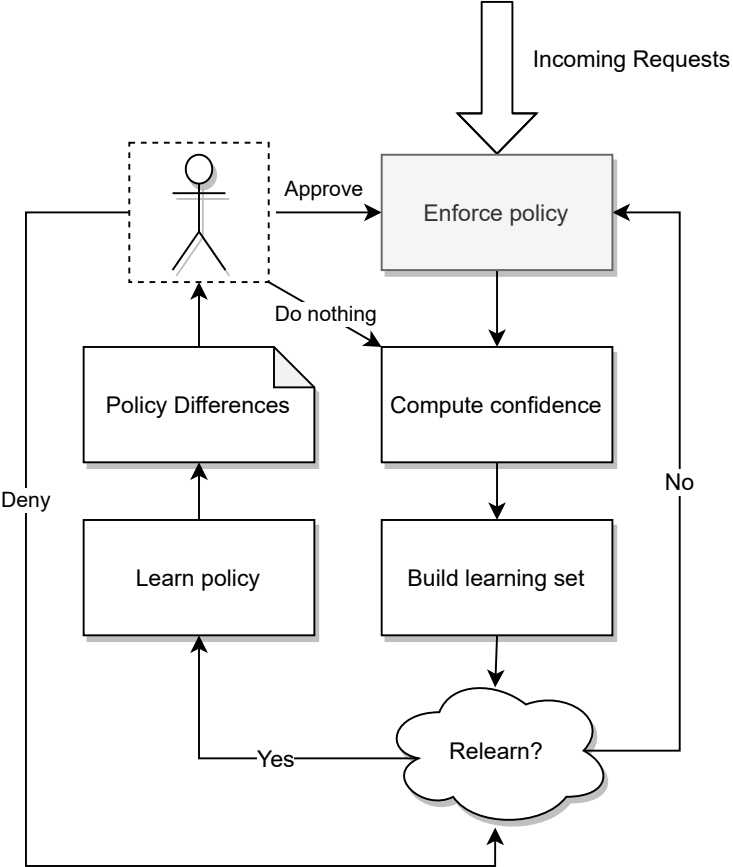 Incoming Requests
Approve
Enforce policy
Do nothing
Policy Differences
Compute confidence
No
Deny
Learn policy
Build learning set
Relearn?
Yes